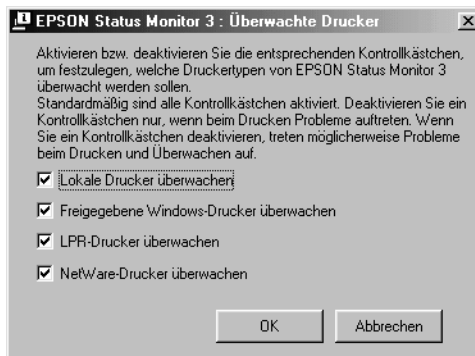 EPSON Status Monitor 3 : Überwachte Drucker
Aktivieren bzw. deaktivieren Sie die entsprechenden Kontrollkästchen,
um festzulegen, welche Druckertypen von EPSON Status Monitor 3
überwacht werden sollen.
Standardmäßig sind alle Kontrollkästchen aktiviert. Deaktivieren Sie ein
Kontrollkästchen nur, wenn beim Drucken Probleme auftreten. Wenn
Sie ein Kontrollkästchen deaktivieren, treten möglicherweise Probleme
beim Drucken und Überwachen auf.
Lokale Drucker überwachen
Freigegebene Windows-Drucker überwachen
LPR-Drucker überwachen
NetWare-Drucker überwachen
OK Abbrechen